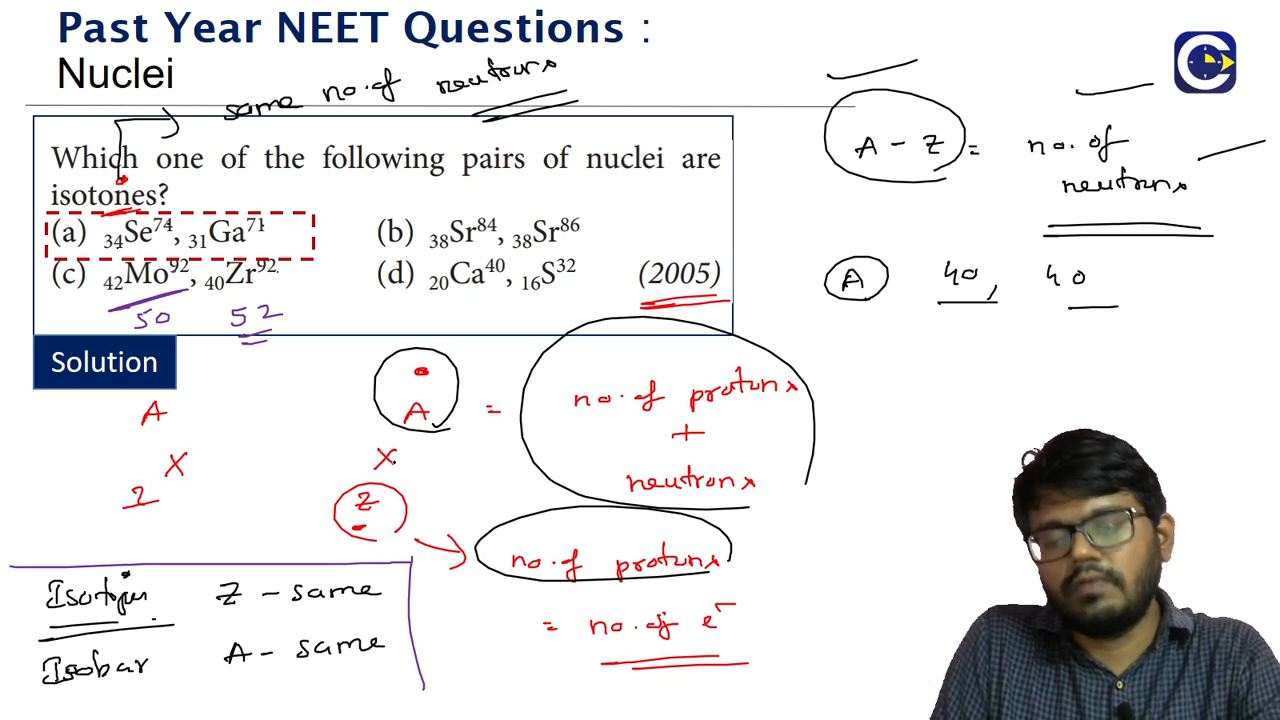 Past Year NEET Questions :
Nuclei
same no.of neutrons
Which one of the following pairs of nuclei are
isotones?
(a) ₃₄Se⁷⁴, ₃₁Ga⁷¹ (b) ₃₈Sr⁸⁴, ₃₈Sr⁸⁶
(c) ₄₂Mo⁹², ₄₀Zr⁹². (d) ₂₀Ca⁴⁰, ₁₆S³² (2005)
50 52
A - Z = no. of
neutrons
A 40, 40
Solution
A
X
Z
A = no. of protons
+
neutrons
X
Z
no. of protons
= no. of e⁻
Z - same
Isobar A - same